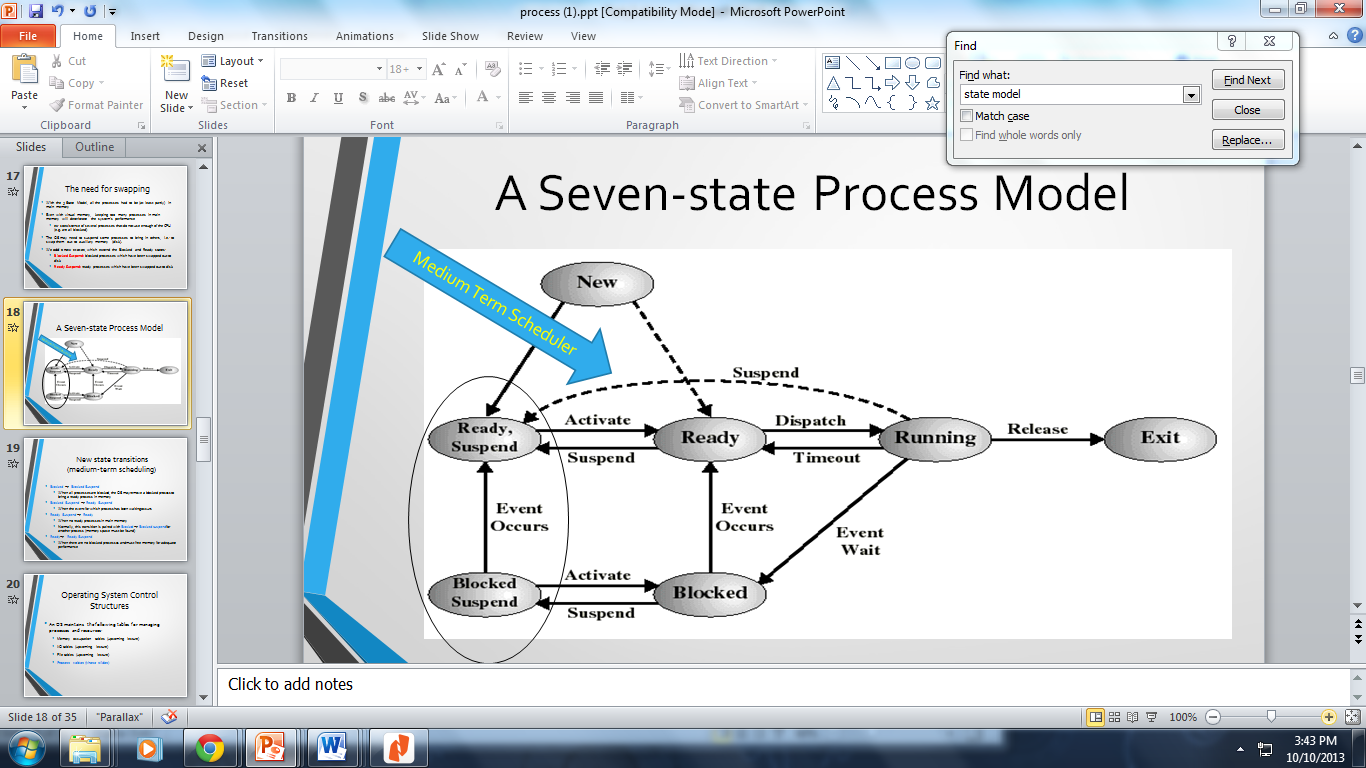 process (1).ppt [Compatibility Mode] - Microsoft PowerPoint
File Home Insert Design Transitions Animations Slide Show Review View
Paste
Cut
Copy
Format Painter
Clipboard
New Slide
Layout
Reset
Section
Slides
18
B I U S abc AV Aa A
Font
Text Direction
Align Text
Convert to SmartArt
Paragraph
Find
Find what:
state model
Match case
Find whole words only
Find Next
Close
Replace...
Slides Outline
17
The need for swapping
18
A Seven-state Process Model
19
New state transitions
(medium-term scheduling)
20
Operating System Control
Structures
A Seven-state Process Model
Medium Term Scheduler
New
Suspend
Ready,
Suspend
Activate
Suspend
Ready
Dispatch
Timeout
Running
Release
Exit
Event
Occurs
Event
Occurs
Event
Wait
Blocked
Suspend
Activate
Suspend
Blocked
Click to add notes
Slide 18 of 35 "Parallax" 100%
3:43 PM
10/10/2013